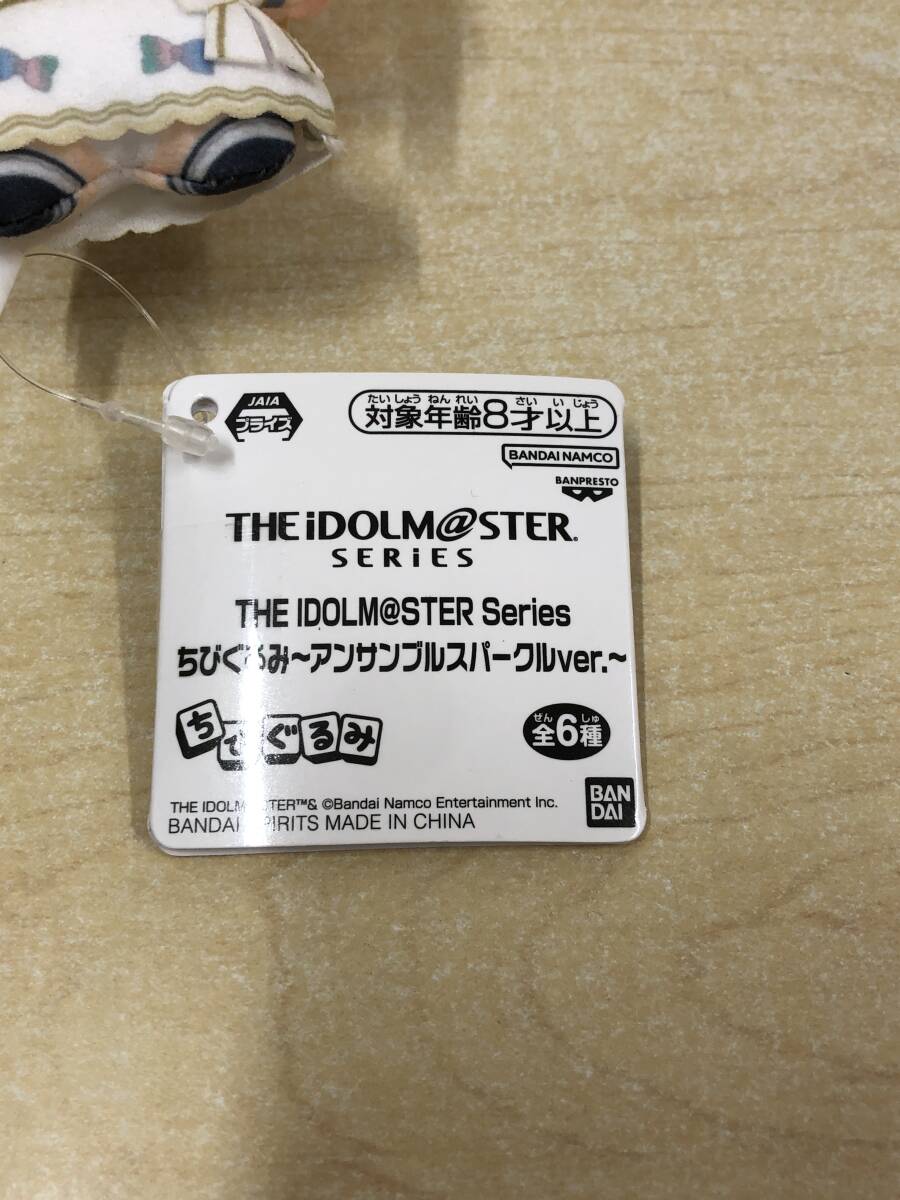 JAIA
プライズ
たいしょう ねん れい さい い じょう
対象年齢8才以上
BANDAI NAMCO
BANPRESTO
THE iDOLM@STER
SERiES
THE IDOLM@STER Series
ちびぐるみ~アンサンブルスパークルver.~
ちびぐるみ
ぜん しゅ
全6種
THE IDOLM@STER™& ©Bandai Namco Entertainment Inc.
BANDAI SPIRITS MADE IN CHINA
BAN
DAI